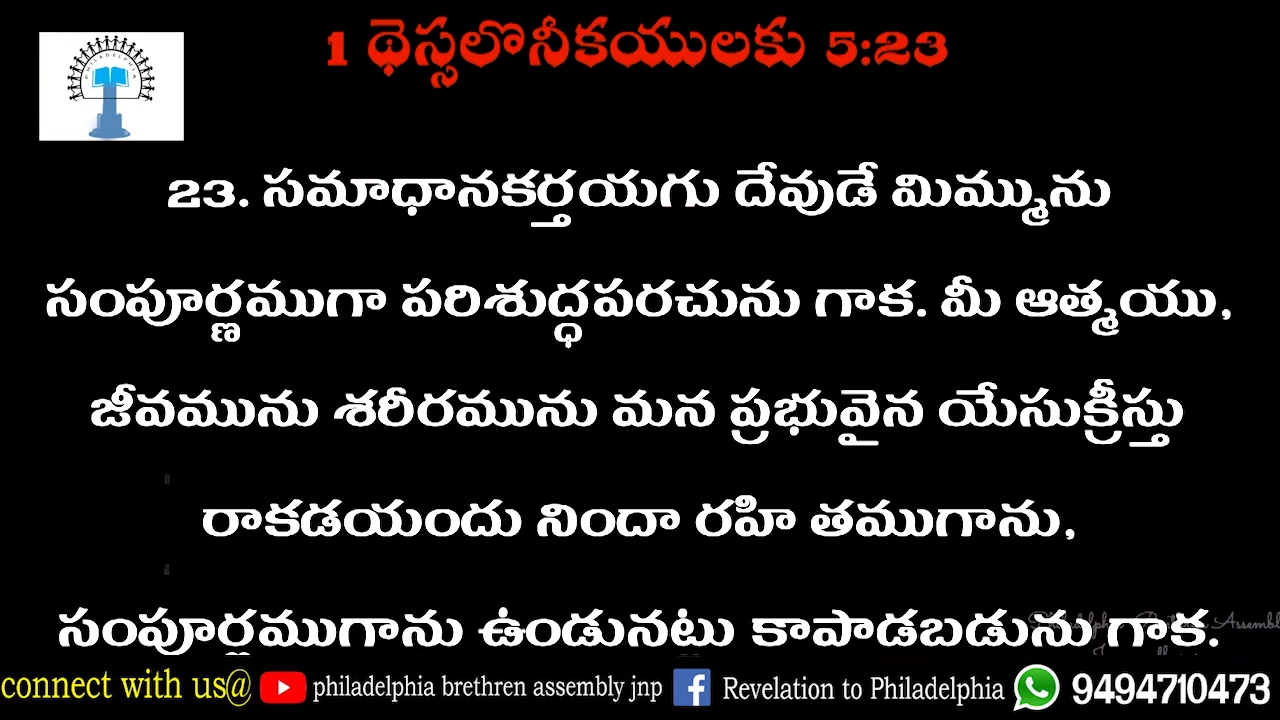 1 థెస్సలొనీకయులకు 5:23
PHILADELPHIA
23. సమాధానకర్తయగు దేవుడే మిమ్మును
సంపూర్ణముగా పరిశుద్ధపరచును గాక. మీ ఆత్మయు,
జీవమును శరీరమును మన ప్రభువైన యేసుక్రీస్తు
రాకడయందు నిందా రహి తముగాను,
సంపూర్ణముగాను ఉండునట్లు కాపాడబడును గాక.
connect with us@ philadelphia brethren assembly jnp Revelation to Philadelphia 9494710473